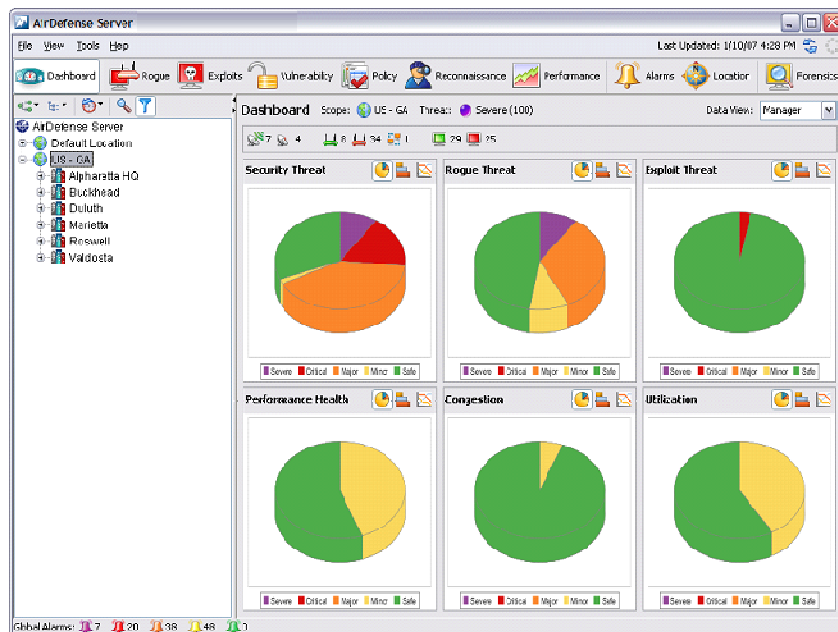 AirDefense Server
File View Tools Help
Last Updated: 1/10/07 4:28 PM
Dashboard Rogue Exploits Vulnerability Policy Reconnaissance Performance Alarms Location Forensics
Dashboard Scope: US - GA Threat: Severe (100) Data View: Manager
AirDefense Server
Default Location
US - GA
Alpharetta HQ
Buckhead
Duluth
Marietta
Roswell
Valdosta
7 4 8 34 1 29 25
Security Threat Rogue Threat Exploit Threat
Severe Critical Major Minor Safe
Severe Critical Major Minor Safe
Severe Critical Major Minor Safe
Performance Health Congestion Utilization
Severe Critical Major Minor Safe
Severe Critical Major Minor Safe
Severe Critical Major Minor Safe
Global Alarms: 7 20 38 48 0